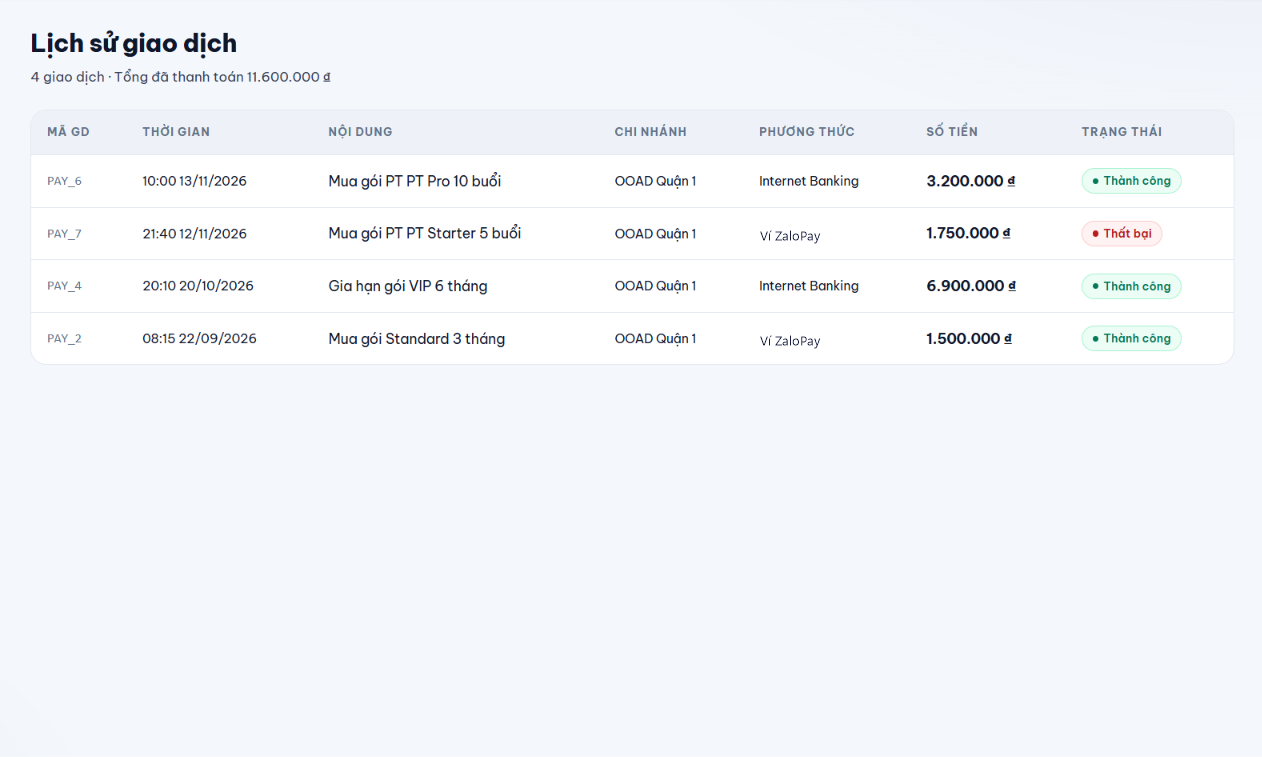 Lịch sử giao dịch
4 giao dịch · Tổng đã thanh toán 11.600.000 ₫
MÃ GD THỜI GIAN NỘI DUNG CHI NHÁNH PHƯƠNG THỨC SỐ TIỀN TRẠNG THÁI
PAY_6 10:00 13/11/2026 Mua gói PT PT Pro 10 buổi OOAD Quận 1 Internet Banking 3.200.000 ₫ Thành công
PAY_7 21:40 12/11/2026 Mua gói PT PT Starter 5 buổi OOAD Quận 1 Ví ZaloPay 1.750.000 ₫ Thất bại
PAY_4 20:10 20/10/2026 Gia hạn gói VIP 6 tháng OOAD Quận 1 Internet Banking 6.900.000 ₫ Thành công
PAY_2 08:15 22/09/2026 Mua gói Standard 3 tháng OOAD Quận 1 Ví ZaloPay 1.500.000 ₫ Thành công